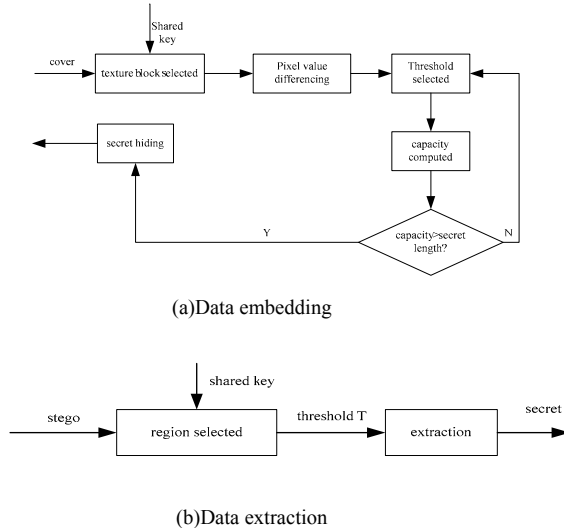 Shared
key
cover
texture block selected
Pixel value
differencing
Threshold
selected
secret hiding
capacity
computed
Y
capacity>secret
length?
N
(a)Data embedding
shared key
stego
region selected
threshold T
extraction
secret
(b)Data extraction